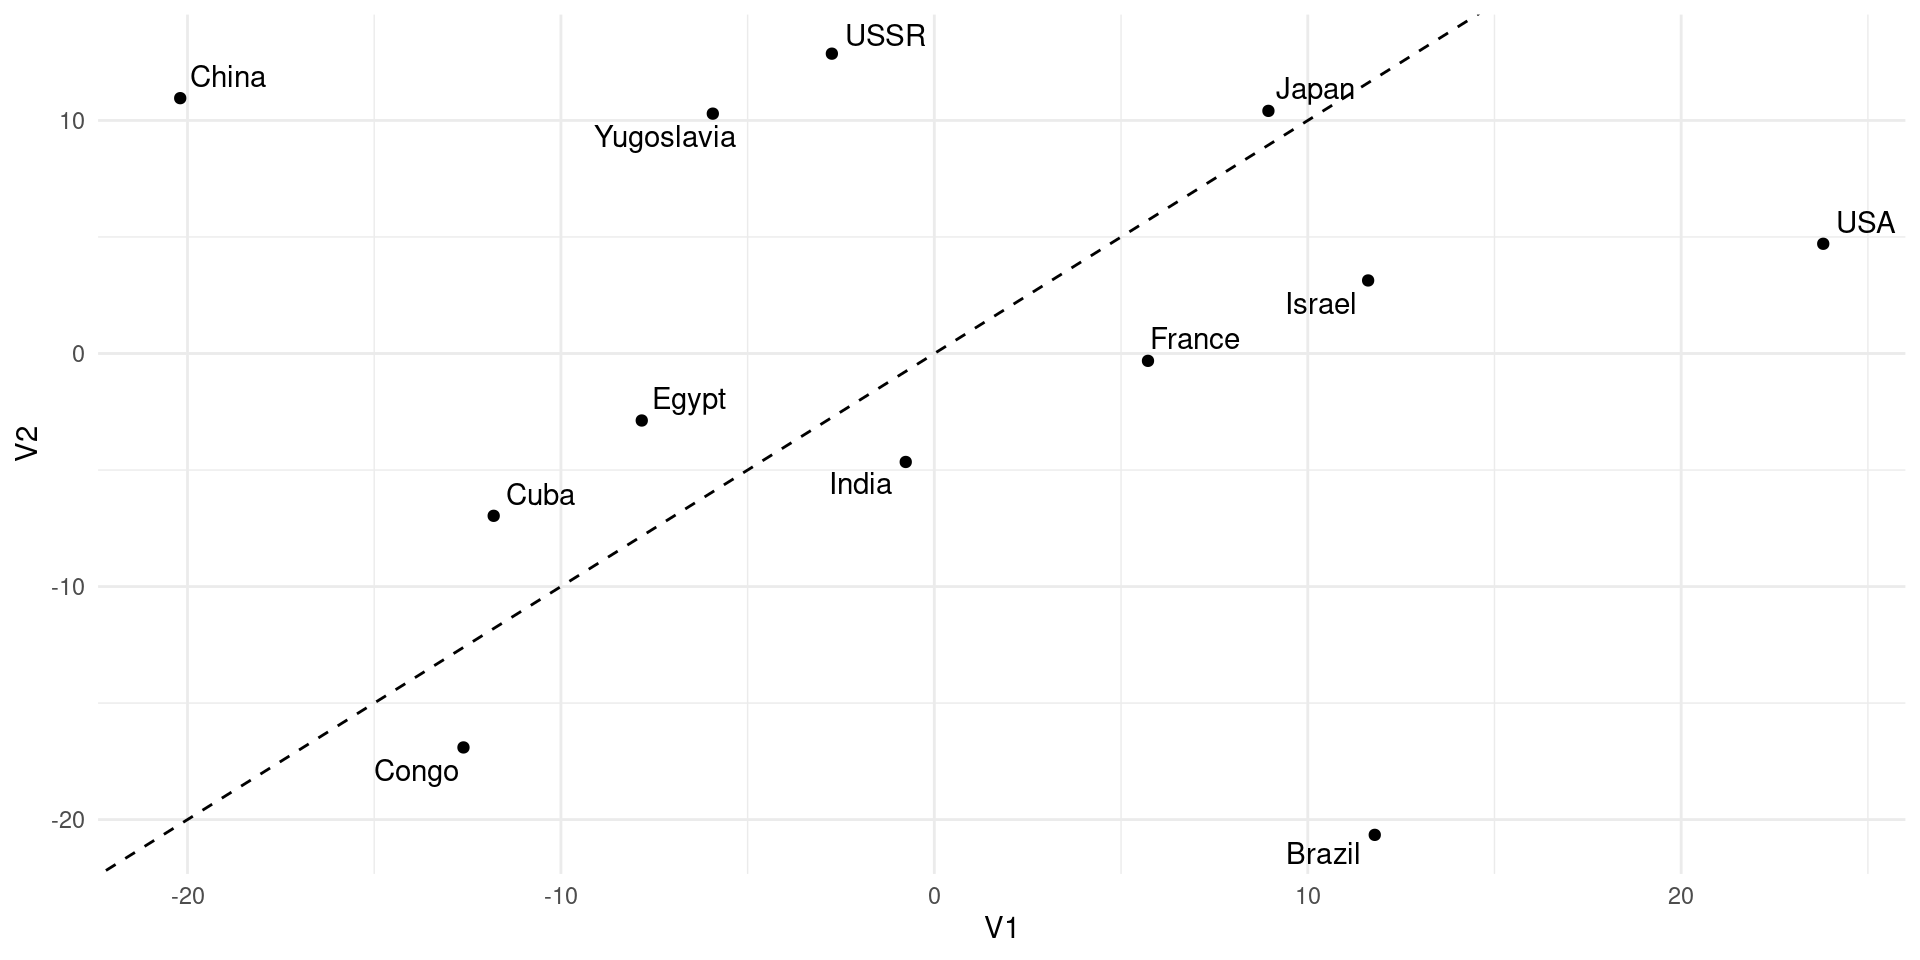 USSR
China
Japan
10
Yugoslavia
USA
Israel
France
0
Egypt
V2
India
Cuba
-10
Congo
-20
Brazil
-20 -10 0 10 20
V1